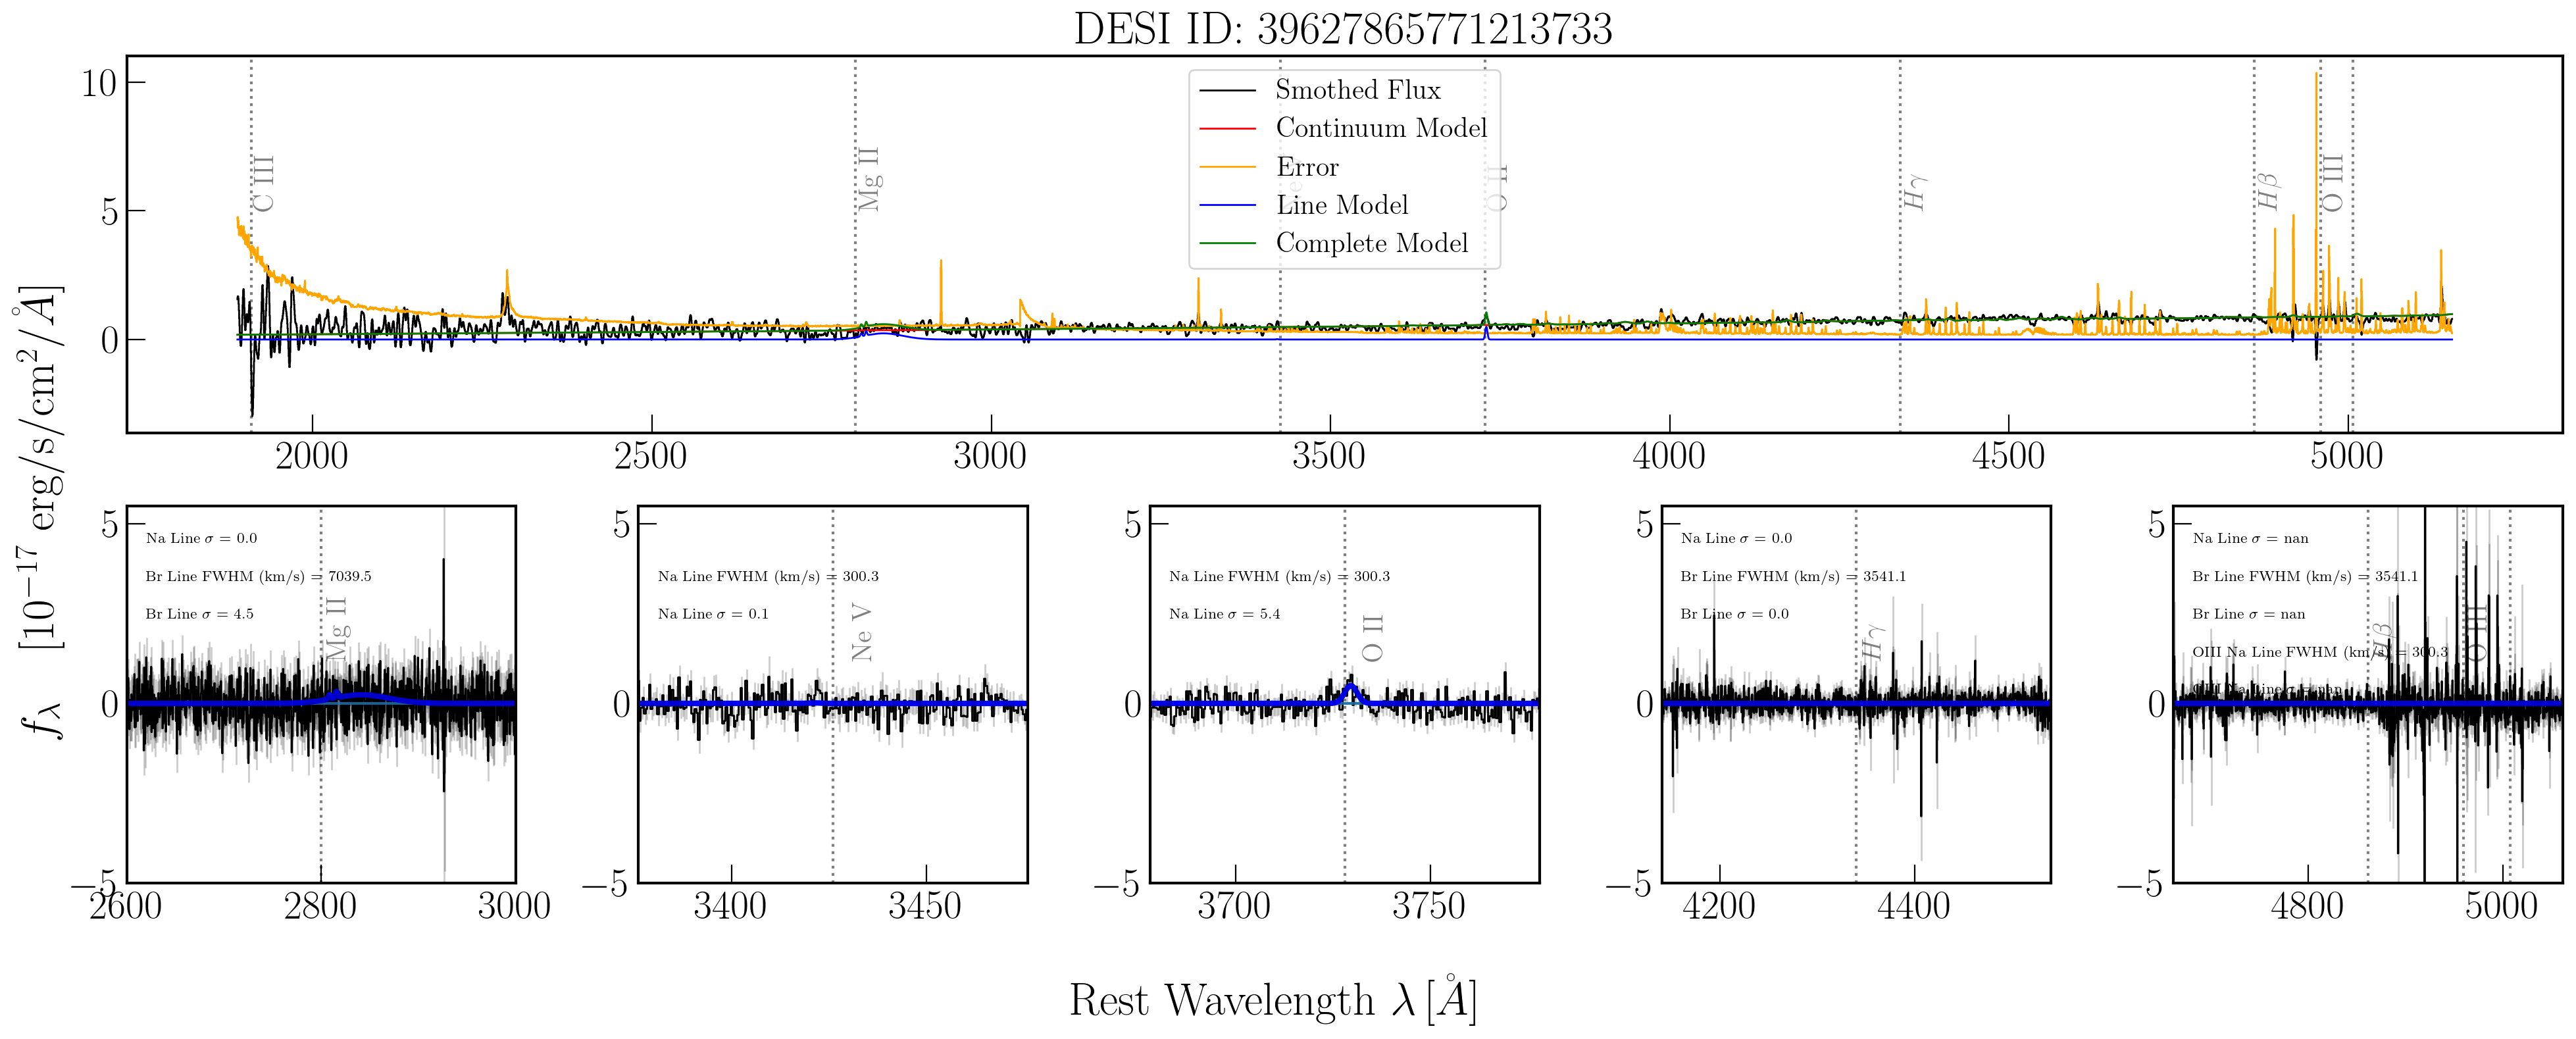 DESI ID: 39627865771213733
10
5
0
C III
Mg II
O II
Hγ
Hβ
O III
Smothed Flux
Continuum Model
Error
Line Model
Complete Model
2000
2500
3000
3500
4000
4500
5000
f_λ [10^−17 erg/s/cm^2/Å]
5
0
−5
Na Line σ = 0.0
Br Line FWHM (km/s) = 7039.5
Br Line σ = 4.5
Mg II
2600
2800
3000
5
0
−5
Na Line FWHM (km/s) = 300.3
Na Line σ = 0.1
Ne V
3400
3450
5
0
−5
Na Line FWHM (km/s) = 300.3
Na Line σ = 5.4
O II
3700
3750
5
0
−5
Na Line σ = 0.0
Br Line FWHM (km/s) = 3541.1
Br Line σ = 0.0
Hγ
4200
4400
5
0
−5
Na Line σ = nan
Br Line FWHM (km/s) = 3541.1
Br Line σ = nan
OIII Na Line FWHM (km/s) = 300.3
OIII Na Line σ = nan
Hβ
O III
4800
5000
Rest Wavelength λ [Å]